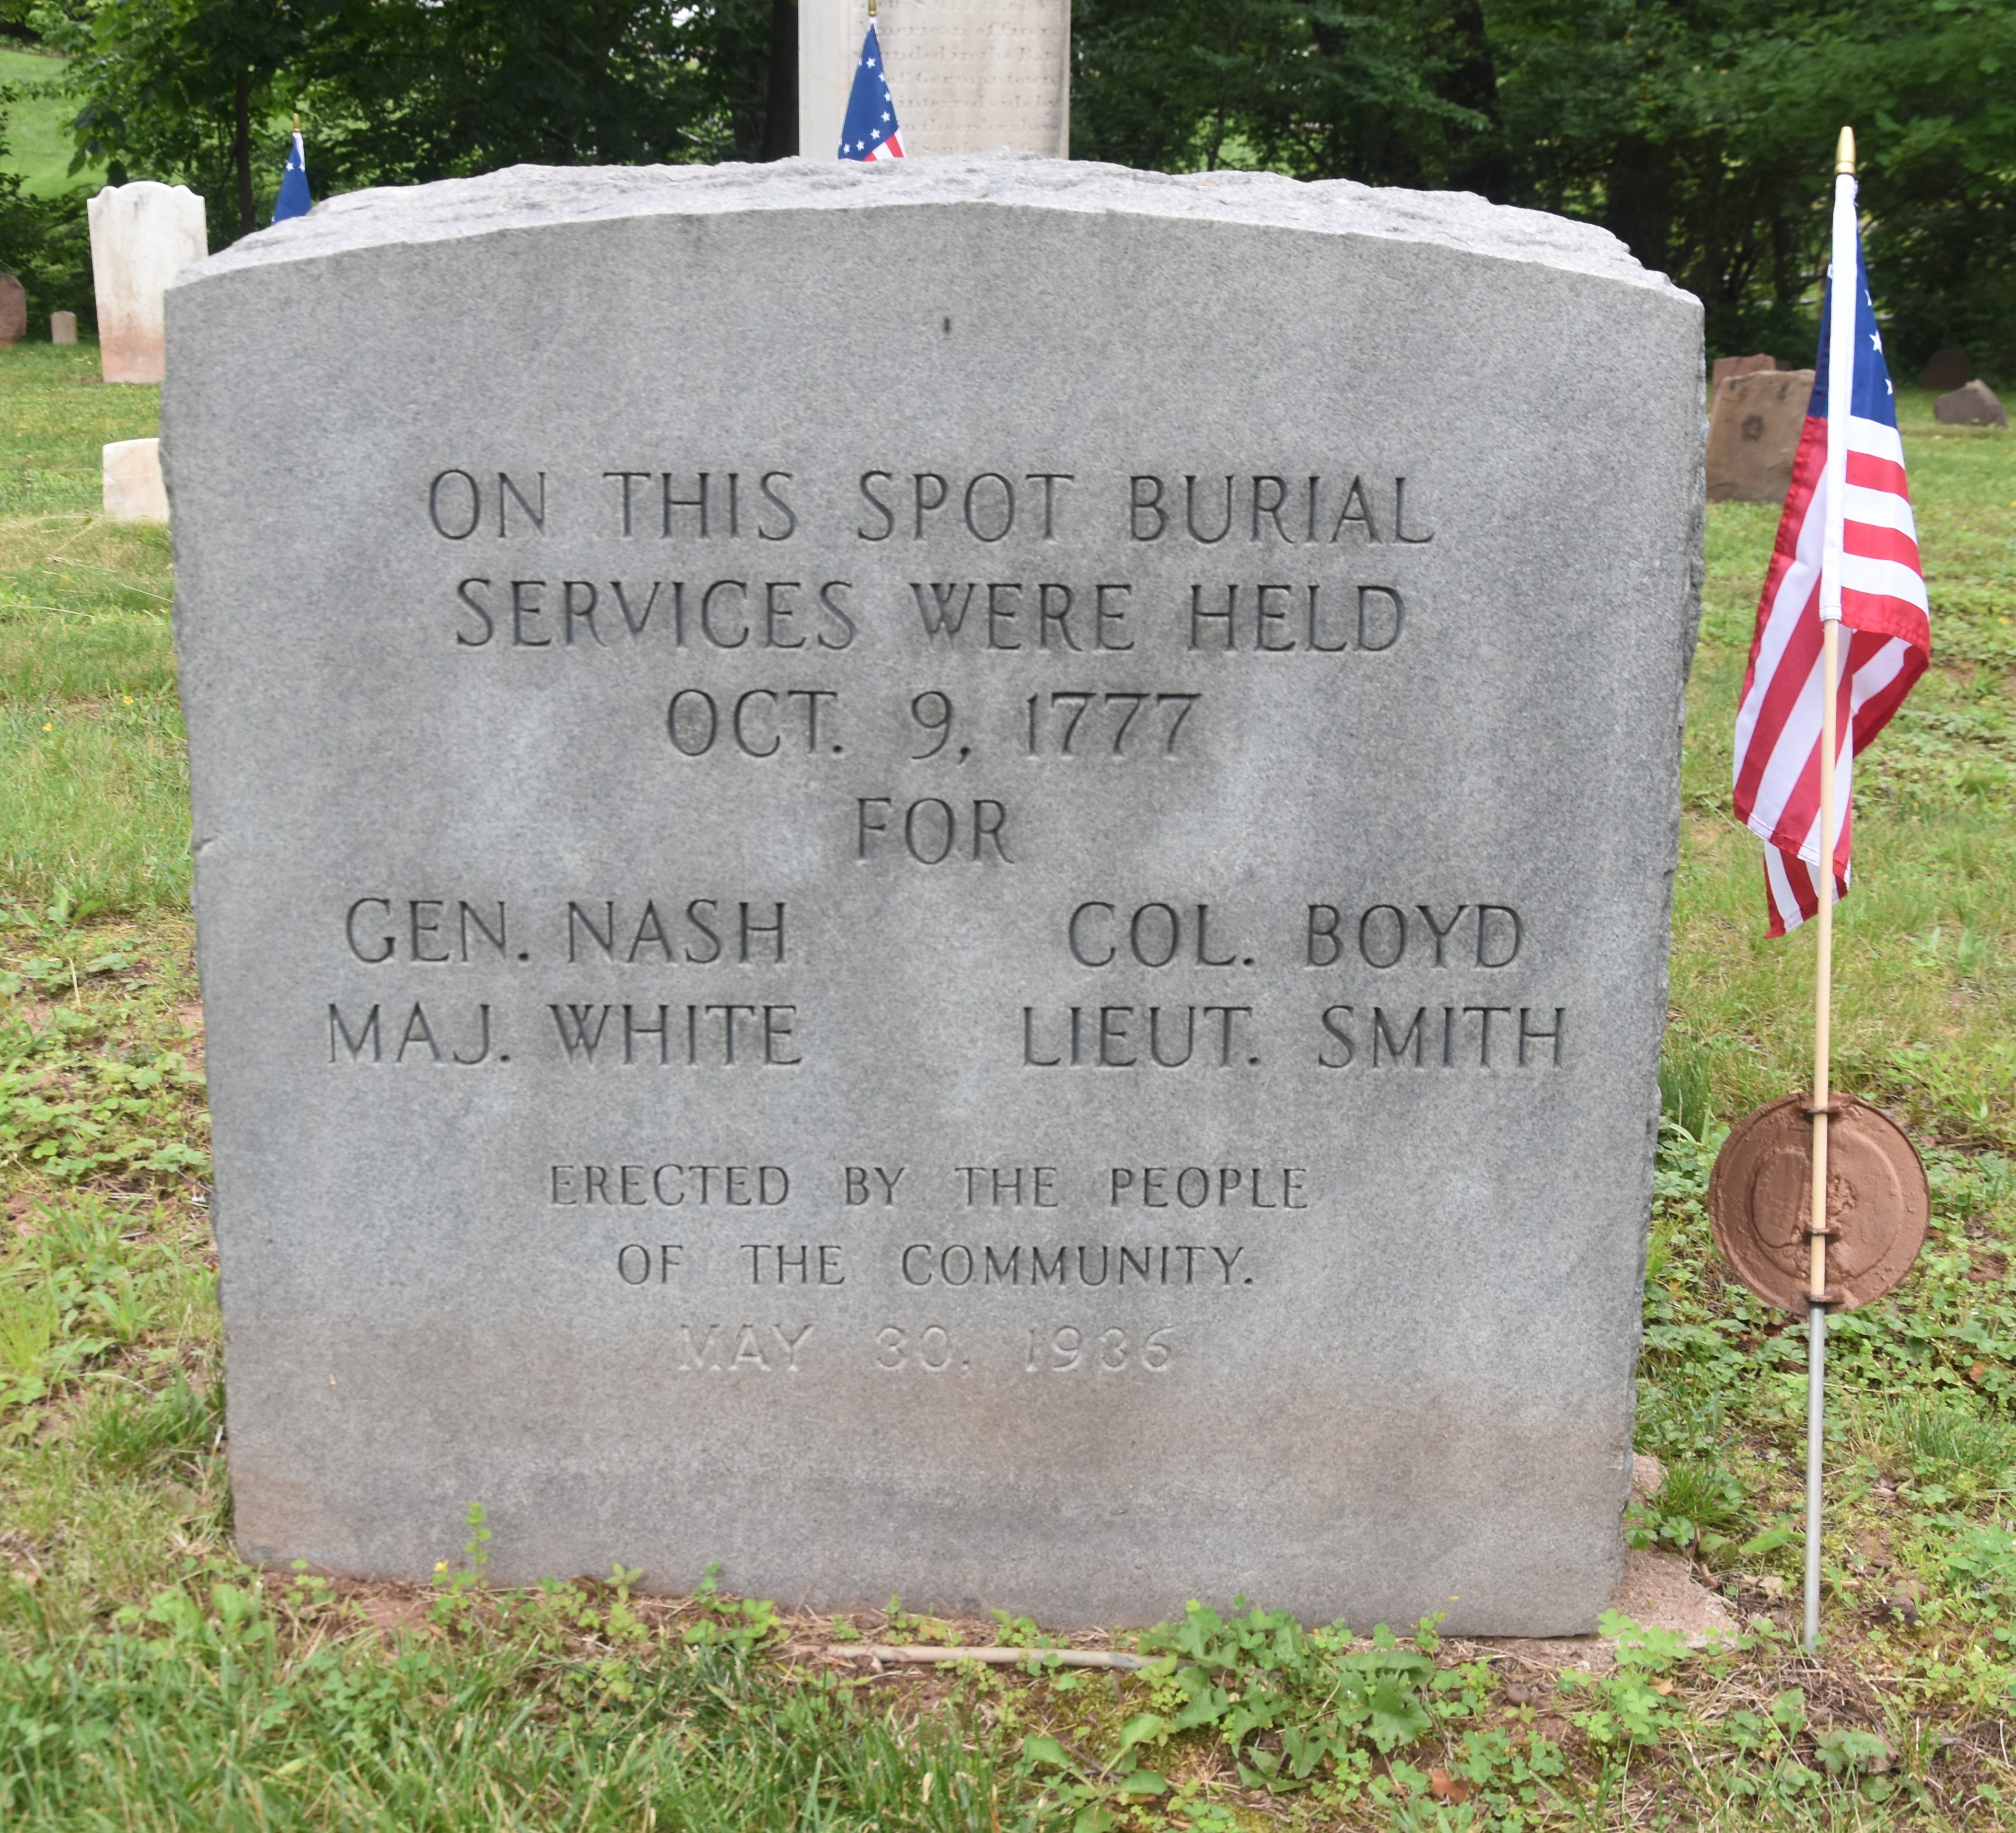 ON THIS SPOT BURIAL
SERVICES WERE HELD
OCT. 9, 1777
FOR
GEN. NASH COL. BOYD
MAJ. WHITE LIEUT. SMITH
ERECTED BY THE PEOPLE
OF THE COMMUNITY.
MAY 30, 1936